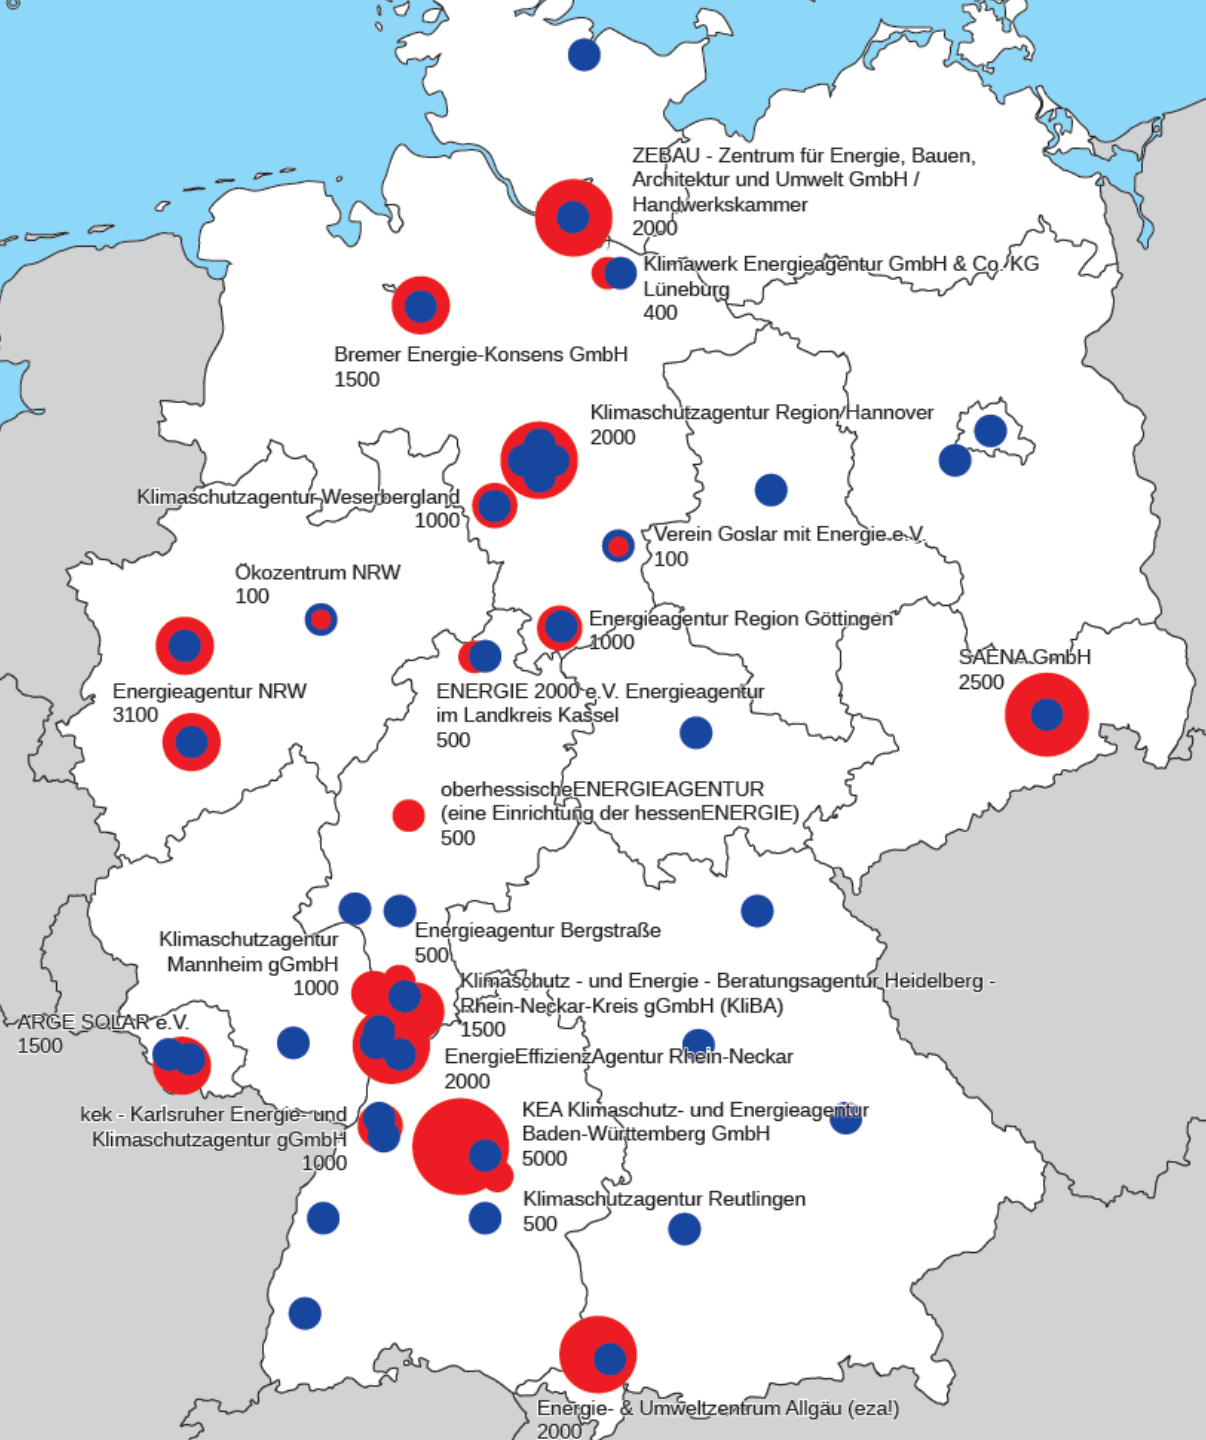 ZEBAU - Zentrum für Energie, Bauen,
Architektur und Umwelt GmbH /
Handwerkskammer
2000
Klimawerk Energieagentur GmbH & Co. KG
Lüneburg
400
Bremer Energie-Konsens GmbH
1500
Klimaschutzagentur Region Hannover
2000
Klimaschutzagentur Weserbergland
1000
Verein Goslar mit Energie e.V.
100
Ökozentrum NRW
100
Energieagentur Region Göttingen
1000
SAENA GmbH
2500
Energieagentur NRW
3100
ENERGIE 2000 e.V. Energieagentur
im Landkreis Kassel
500
oberhessischeENERGIEAGENTUR
(eine Einrichtung der hessenENERGIE)
500
Energieagentur Bergstraße
500
Klimaschutzagentur
Mannheim gGmbH
1000
Klimaschutz - und Energie - Beratungsagentur Heidelberg -
Rhein-Neckar-Kreis gGmbH (KliBA)
1500
ARGE SOLAR e.V.
1500
EnergieEffizienzAgentur Rhein-Neckar
2000
kek - Karlsruher Energie- und
Klimaschutzagentur gGmbH
1000
KEA Klimaschutz- und Energieagentur
Baden-Württemberg GmbH
5000
Klimaschutzagentur Reutlingen
500
Energie- & Umweltzentrum Allgäu (eza!)
2000